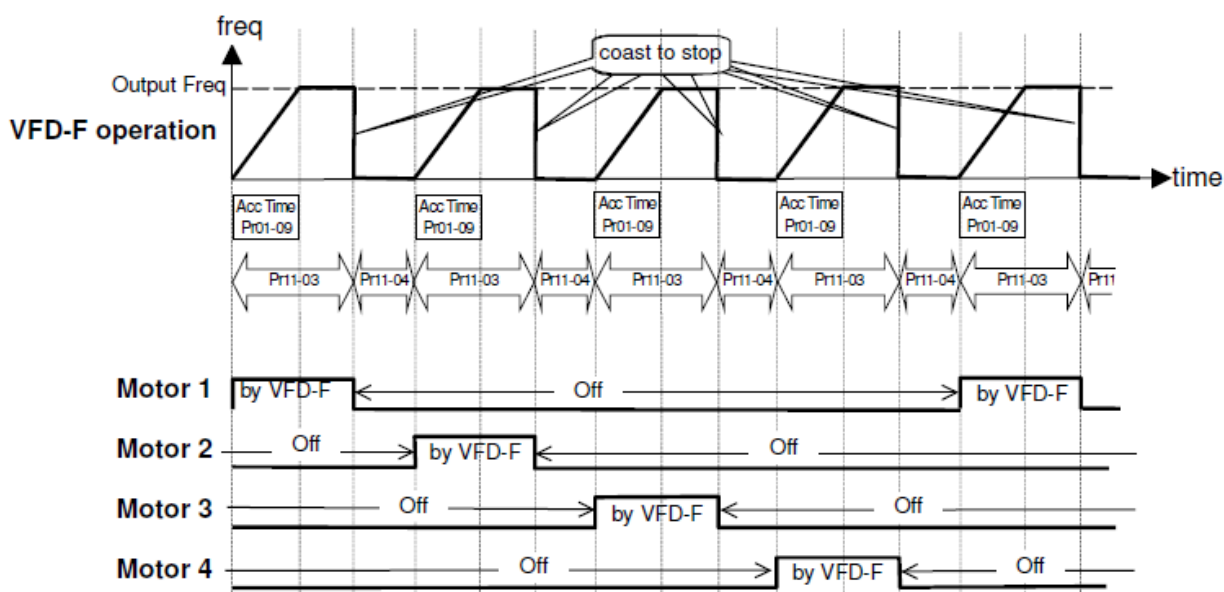 freq
coast to stop
Output Freq
VFD-F operation
time
Acc Time
Pr01-09
Acc Time
Pr01-09
Acc Time
Pr01-09
Acc Time
Pr01-09
Acc Time
Pr01-09
Pr11-03 Pr11-04 Pr11-03 Pr11-04 Pr11-03 Pr11-04 Pr11-03 Pr11-04 Pr11-03 Pr11
Motor 1 by VFD-F Off by VFD-F
Motor 2 Off by VFD-F Off
Motor 3 Off by VFD-F Off
Motor 4 Off by VFD-F Off